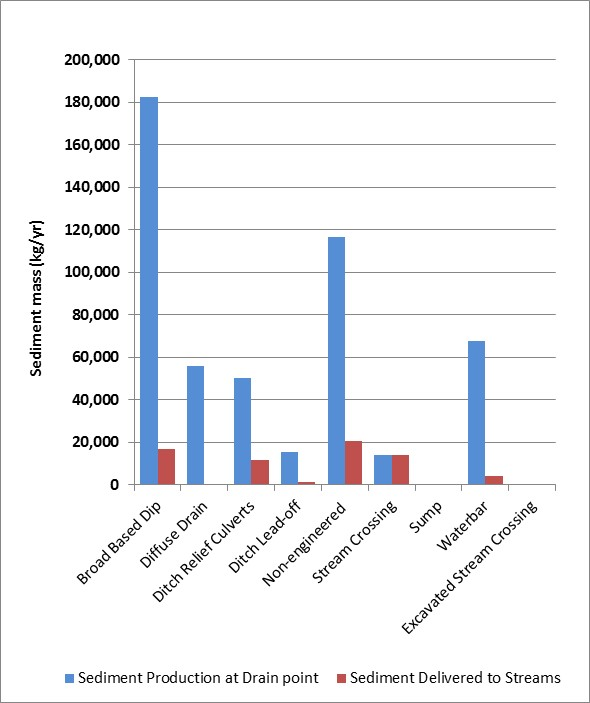 200,000
180,000
160,000
140,000
120,000
100,000
80,000
60,000
40,000
20,000
0
Sediment mass (kg/yr)
Broad Based Dip
Diffuse Drain
Ditch Relief Culverts
Ditch Lead-off
Non-engineered
Stream Crossing
Sump
Waterbar
Excavated Stream Crossing
Sediment Production at Drain point
Sediment Delivered to Streams